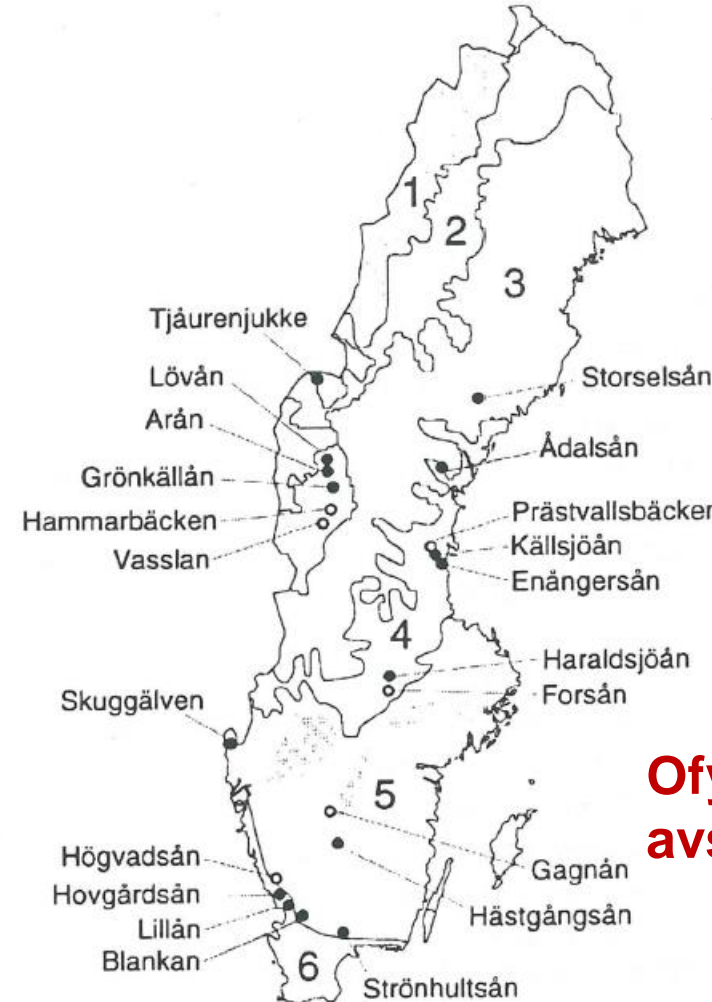 1
2
3
Tjåurenjukke
Lövån
Storselsån
Arån
Ådalsån
Grönkällån
Hammarbäcken
Prästvallsbäcken
Vasslan
Källsjöån
Enångersån
4
Haraldsjöån
Skuggälven
Forsån
Ofy
avs
5
Högvadsån
Gagnån
Hovgårdsån
Hästgångsån
Lillån
Blankan
6
Strönhultsån